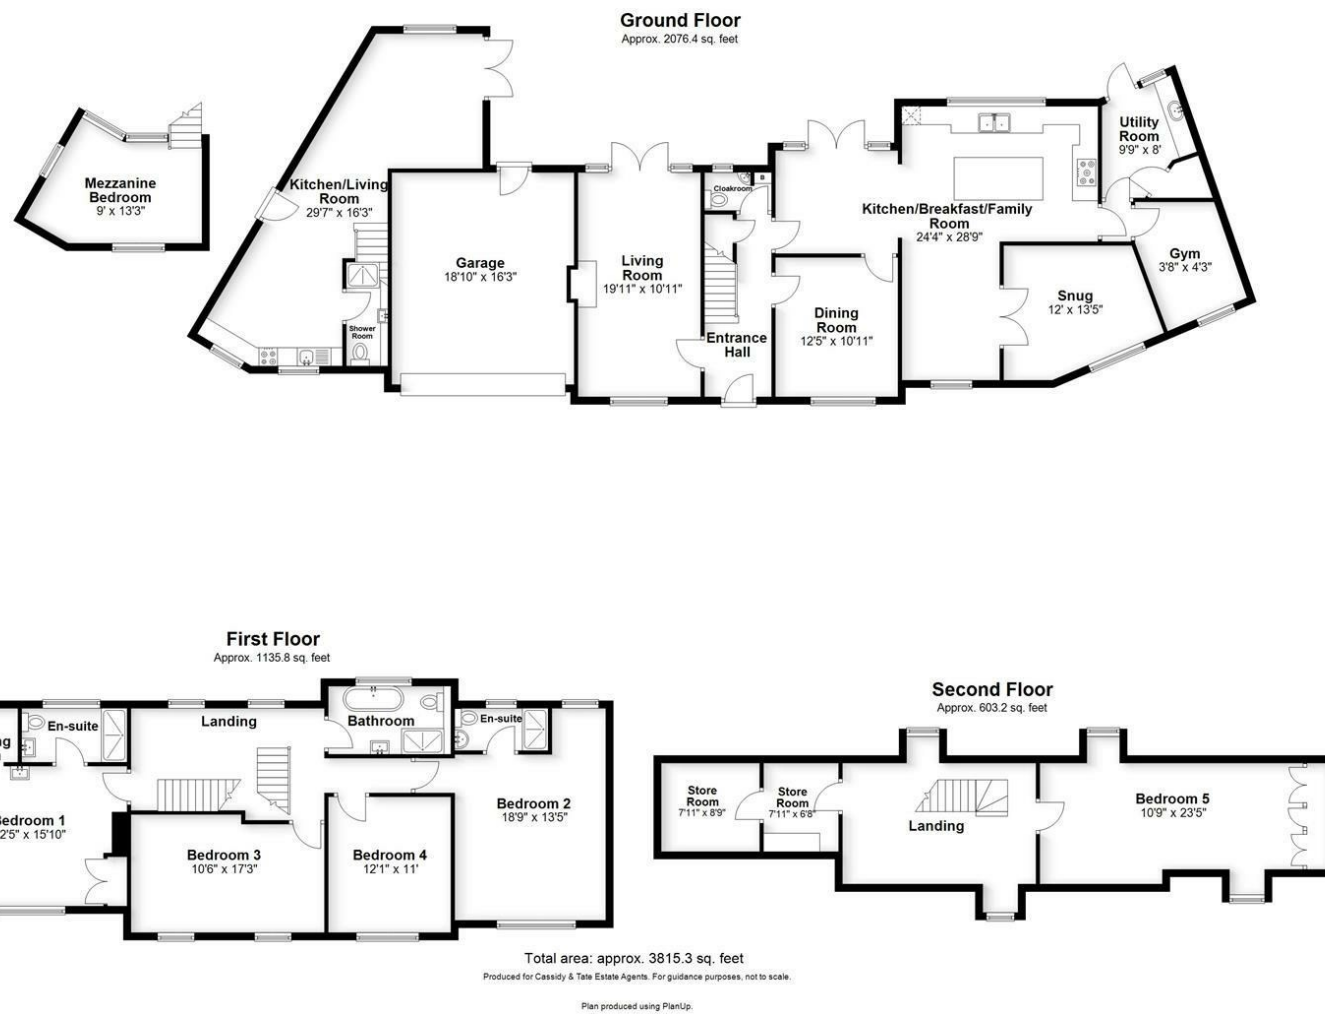 Ground Floor
Approx. 2076.4 sq. feet
Mezzanine
Bedroom
9' x 13'3"
Kitchen/Living
Room
29'7" x 16'3"
Shower
Room
Garage
18'10" x 16'3"
Living
Room
19'11" x 10'11"
Cloakroom
Entrance
Hall
Dining
Room
12'5" x 10'11"
Kitchen/Breakfast/Family
Room
24'4" x 28'9"
Utility
Room
9'9" x 8'
Gym
3'8" x 4'3"
Snug
12' x 13'5"
First Floor
Approx. 1135.8 sq. feet
g
En-suite
edroom 1
2'5" x 15'10"
Landing
Bathroom
En-suite
Bedroom 2
18'9" x 13'5"
Bedroom 3
10'6" x 17'3"
Bedroom 4
12'1" x 11'
Second Floor
Approx. 603.2 sq. feet
Store
Room
7'11" x 8'9"
Store
Room
7'11" x 6'8"
Landing
Bedroom 5
10'9" x 23'5"
Total area: approx. 3815.3 sq. feet
Produced for Cassidy & Tate Estate Agents. For guidance purposes, not to scale.
Plan produced using PlanUp.